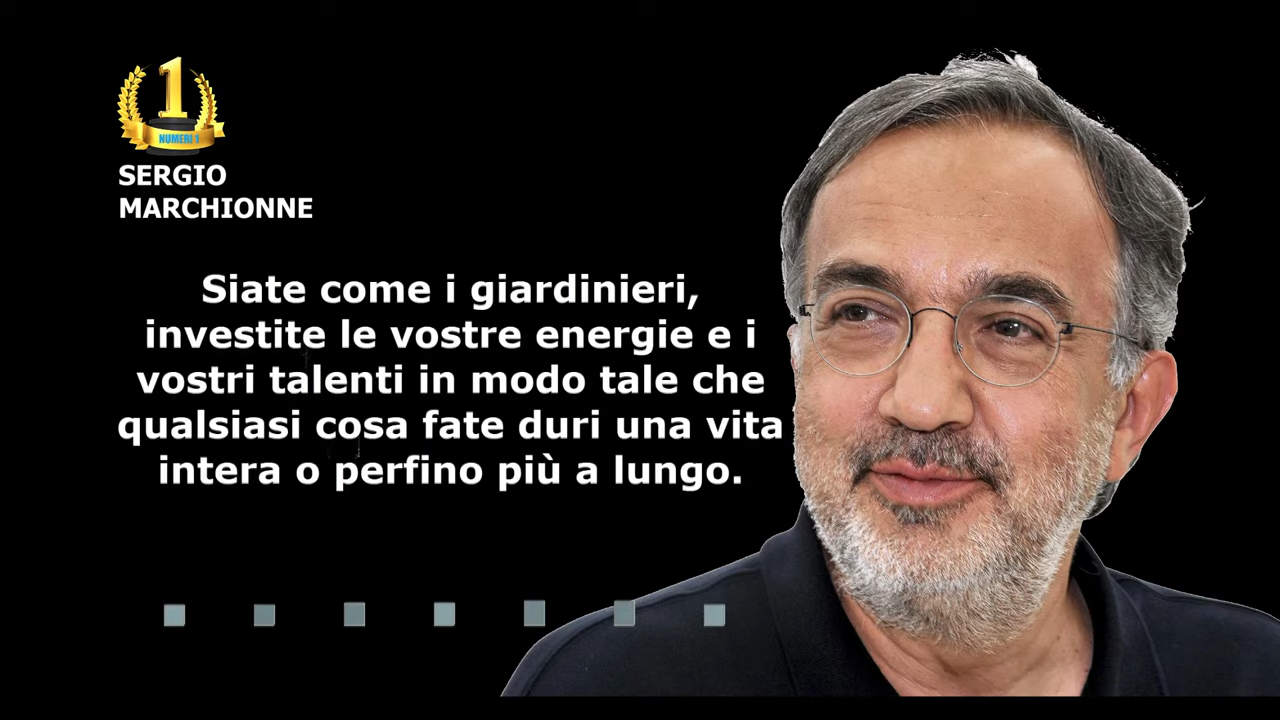 1
NUMERI 1
SERGIO
MARCHIONNE
Siate come i giardinieri,
investite le vostre energie e i
vostri talenti in modo tale che
qualsiasi cosa fate duri una vita
intera o perfino più a lungo.